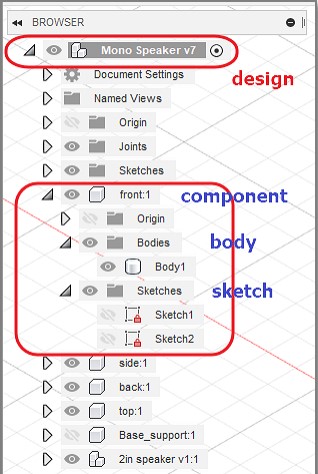 BROWSER
Mono Speaker v7
Document Settings
design
Named Views
Origin
Joints
Sketches
front:1 component
Origin
Bodies body
Body1
Sketches sketch
Sketch1
Sketch2
side:1
back:1
top:1
Base_support:1
2in speaker v1:1